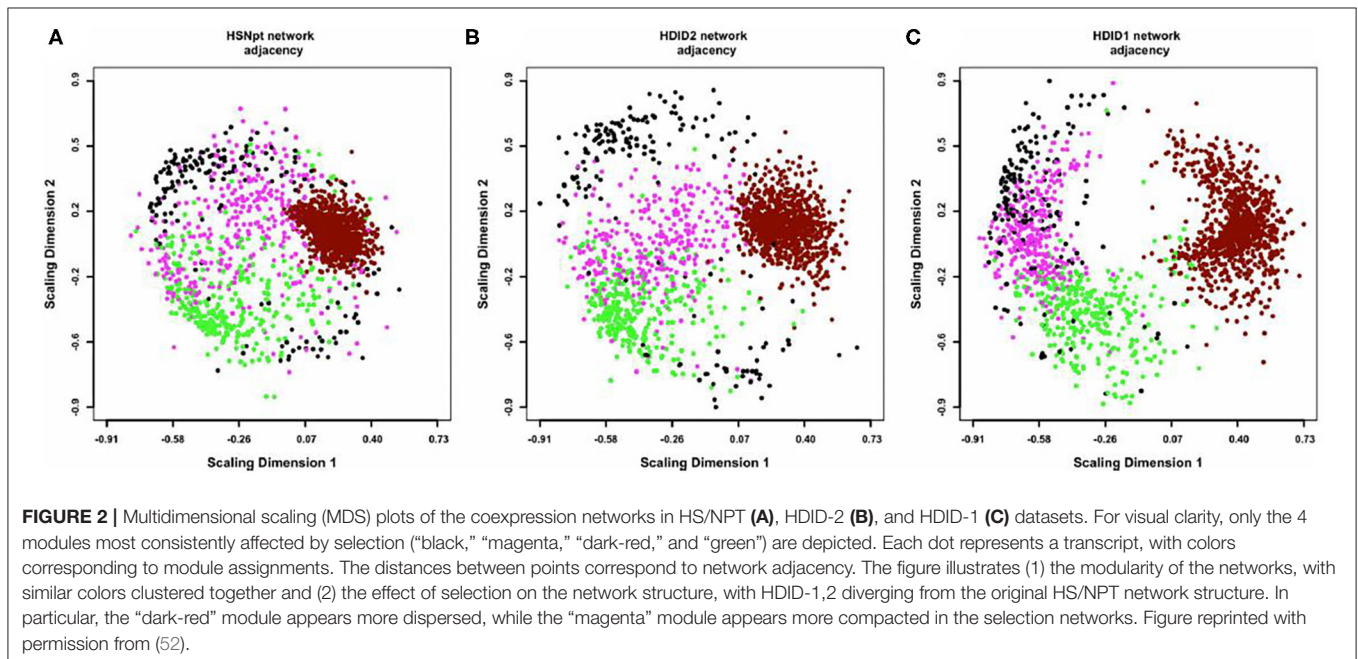 A
HSNpt network
adjacency
0.9
0.5
0.2
-0.2
-0.6
-0.9
Scaling Dimension 2
-0.91 -0.58 -0.26 0.07 0.40 0.73
Scaling Dimension 1
B
HDID2 network
adjacency
0.9
0.5
0.2
-0.2
-0.6
-0.9
Scaling Dimension 2
-0.91 -0.58 -0.26 0.07 0.40 0.73
Scaling Dimension 1
C
HDID1 network
adjacency
0.9
0.5
0.2
-0.2
-0.6
-0.9
Scaling Dimension 2
-0.91 -0.58 -0.26 0.07 0.40 0.73
Scaling Dimension 1
FIGURE 2 | Multidimensional scaling (MDS) plots of the coexpression networks in HS/NPT (A), HDID-2 (B), and HDID-1 (C) datasets. For visual clarity, only the 4
modules most consistently affected by selection (“black,” “magenta,” “dark-red,” and “green”) are depicted. Each dot represents a transcript, with colors
corresponding to module assignments. The distances between points correspond to network adjacency. The figure illustrates (1) the modularity of the networks, with
similar colors clustered together and (2) the effect of selection on the network structure, with HDID-1,2 diverging from the original HS/NPT network structure. In
particular, the “dark-red” module appears more dispersed, while the “magenta” module appears more compacted in the selection networks. Figure reprinted with
permission from (52).